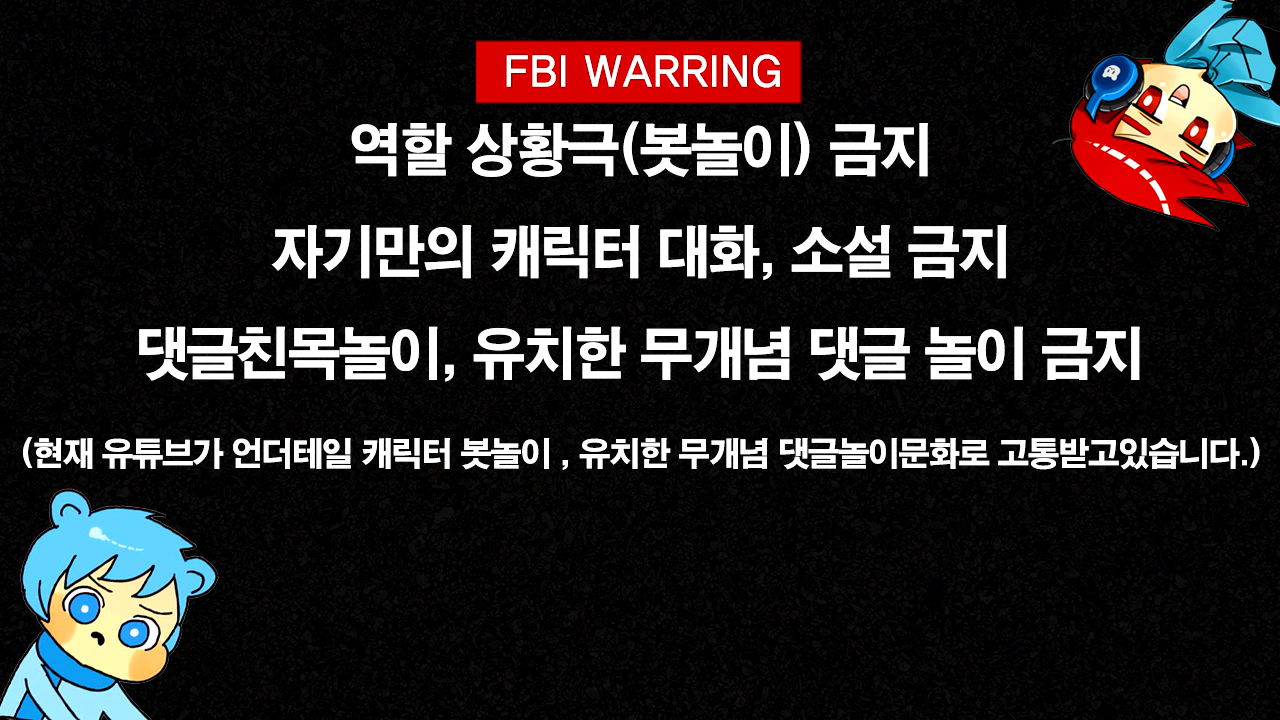 FBI WARRING
역할 상황극(봇놀이) 금지
자기만의 캐릭터 대화, 소설 금지
댓글친목놀이, 유치한 무개념 댓글 놀이 금지
(현재 유튜브가 언더테일 캐릭터 봇놀이 , 유치한 무개념 댓글놀이문화로 고통받고있습니다.)